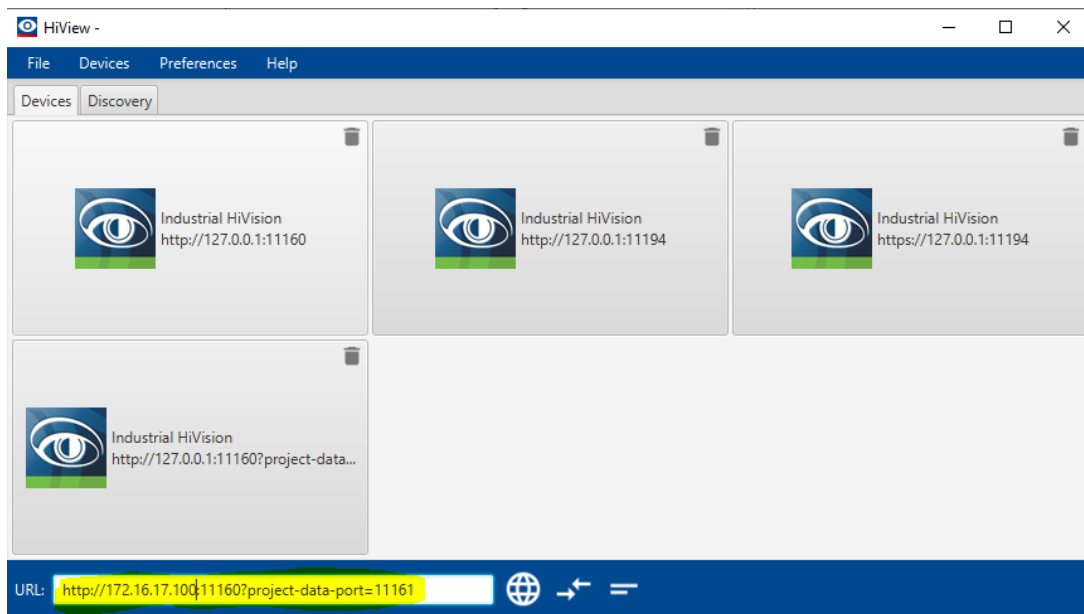 HiView -
File Devices Preferences Help
Devices Discovery
Industrial HiVision
http://127.0.0.1:11160
Industrial HiVision
http://127.0.0.1:11194
Industrial HiVision
https://127.0.0.1:11194
Industrial HiVision
http://127.0.0.1:11160?project-data...
URL: http://172.16.17.100:11160?project-data-port=11161